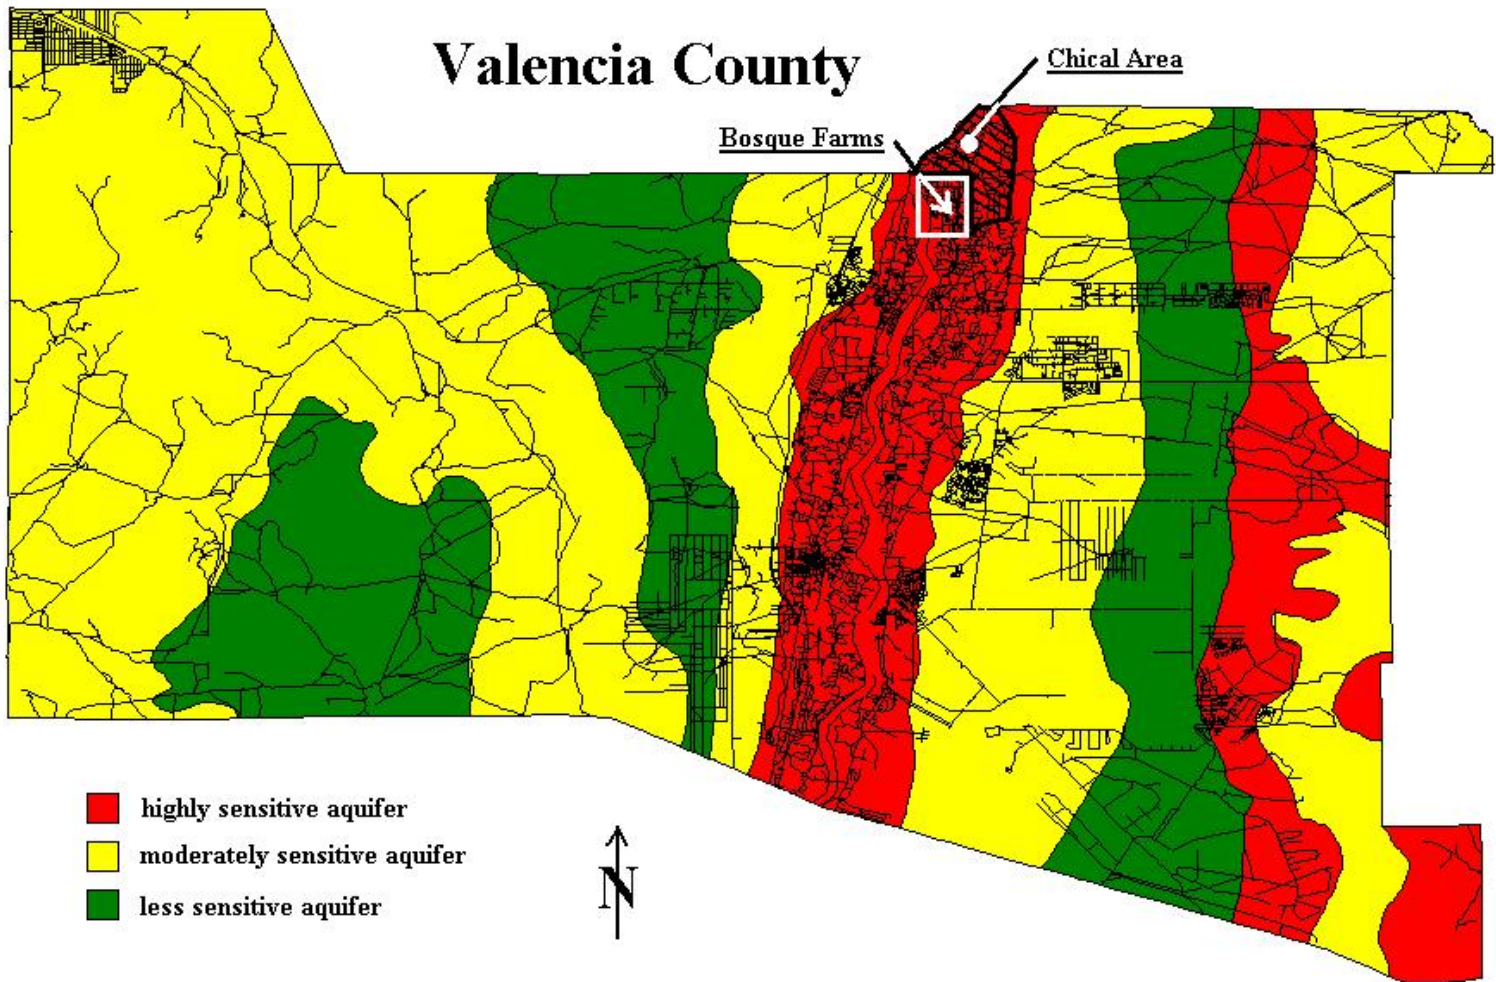 Valencia County
Chical Area
Bosque Farms
highly sensitive aquifer
moderately sensitive aquifer
less sensitive aquifer
N